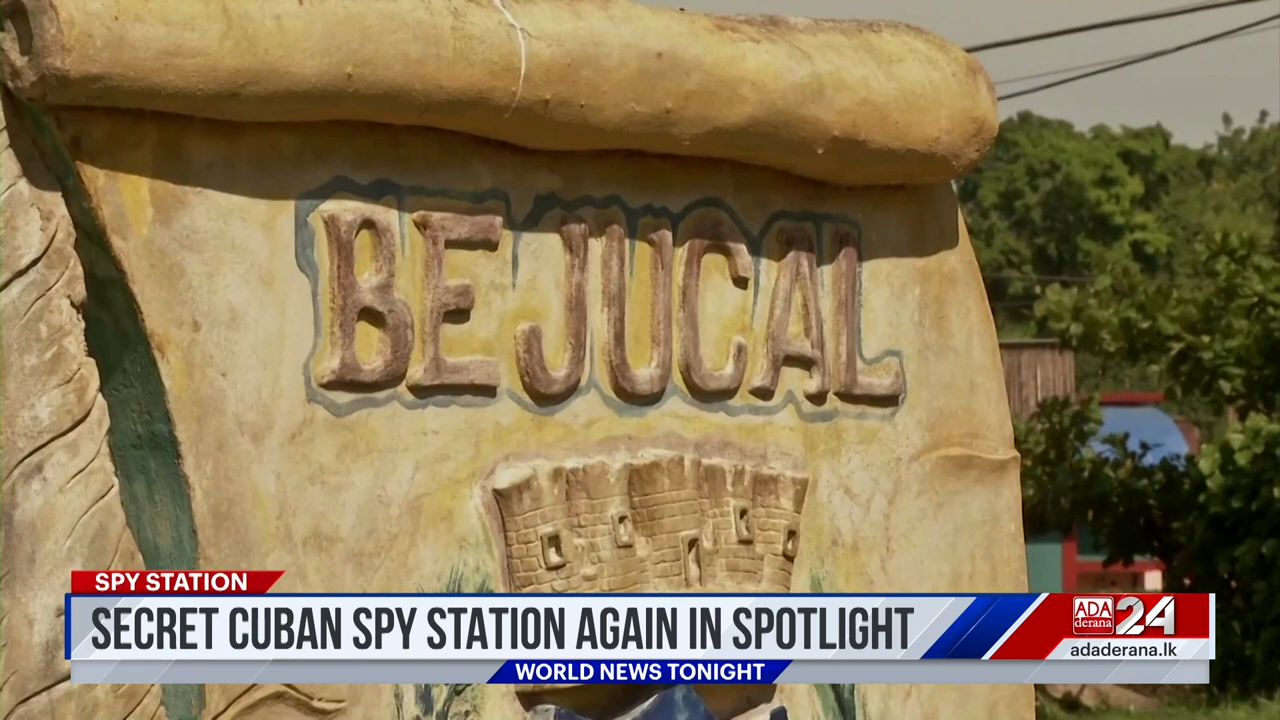 BEJUCAL
SPY STATION
SECRET CUBAN SPY STATION AGAIN IN SPOTLIGHT
ADA
derana
24
adaderana.lk
WORLD NEWS TONIGHT